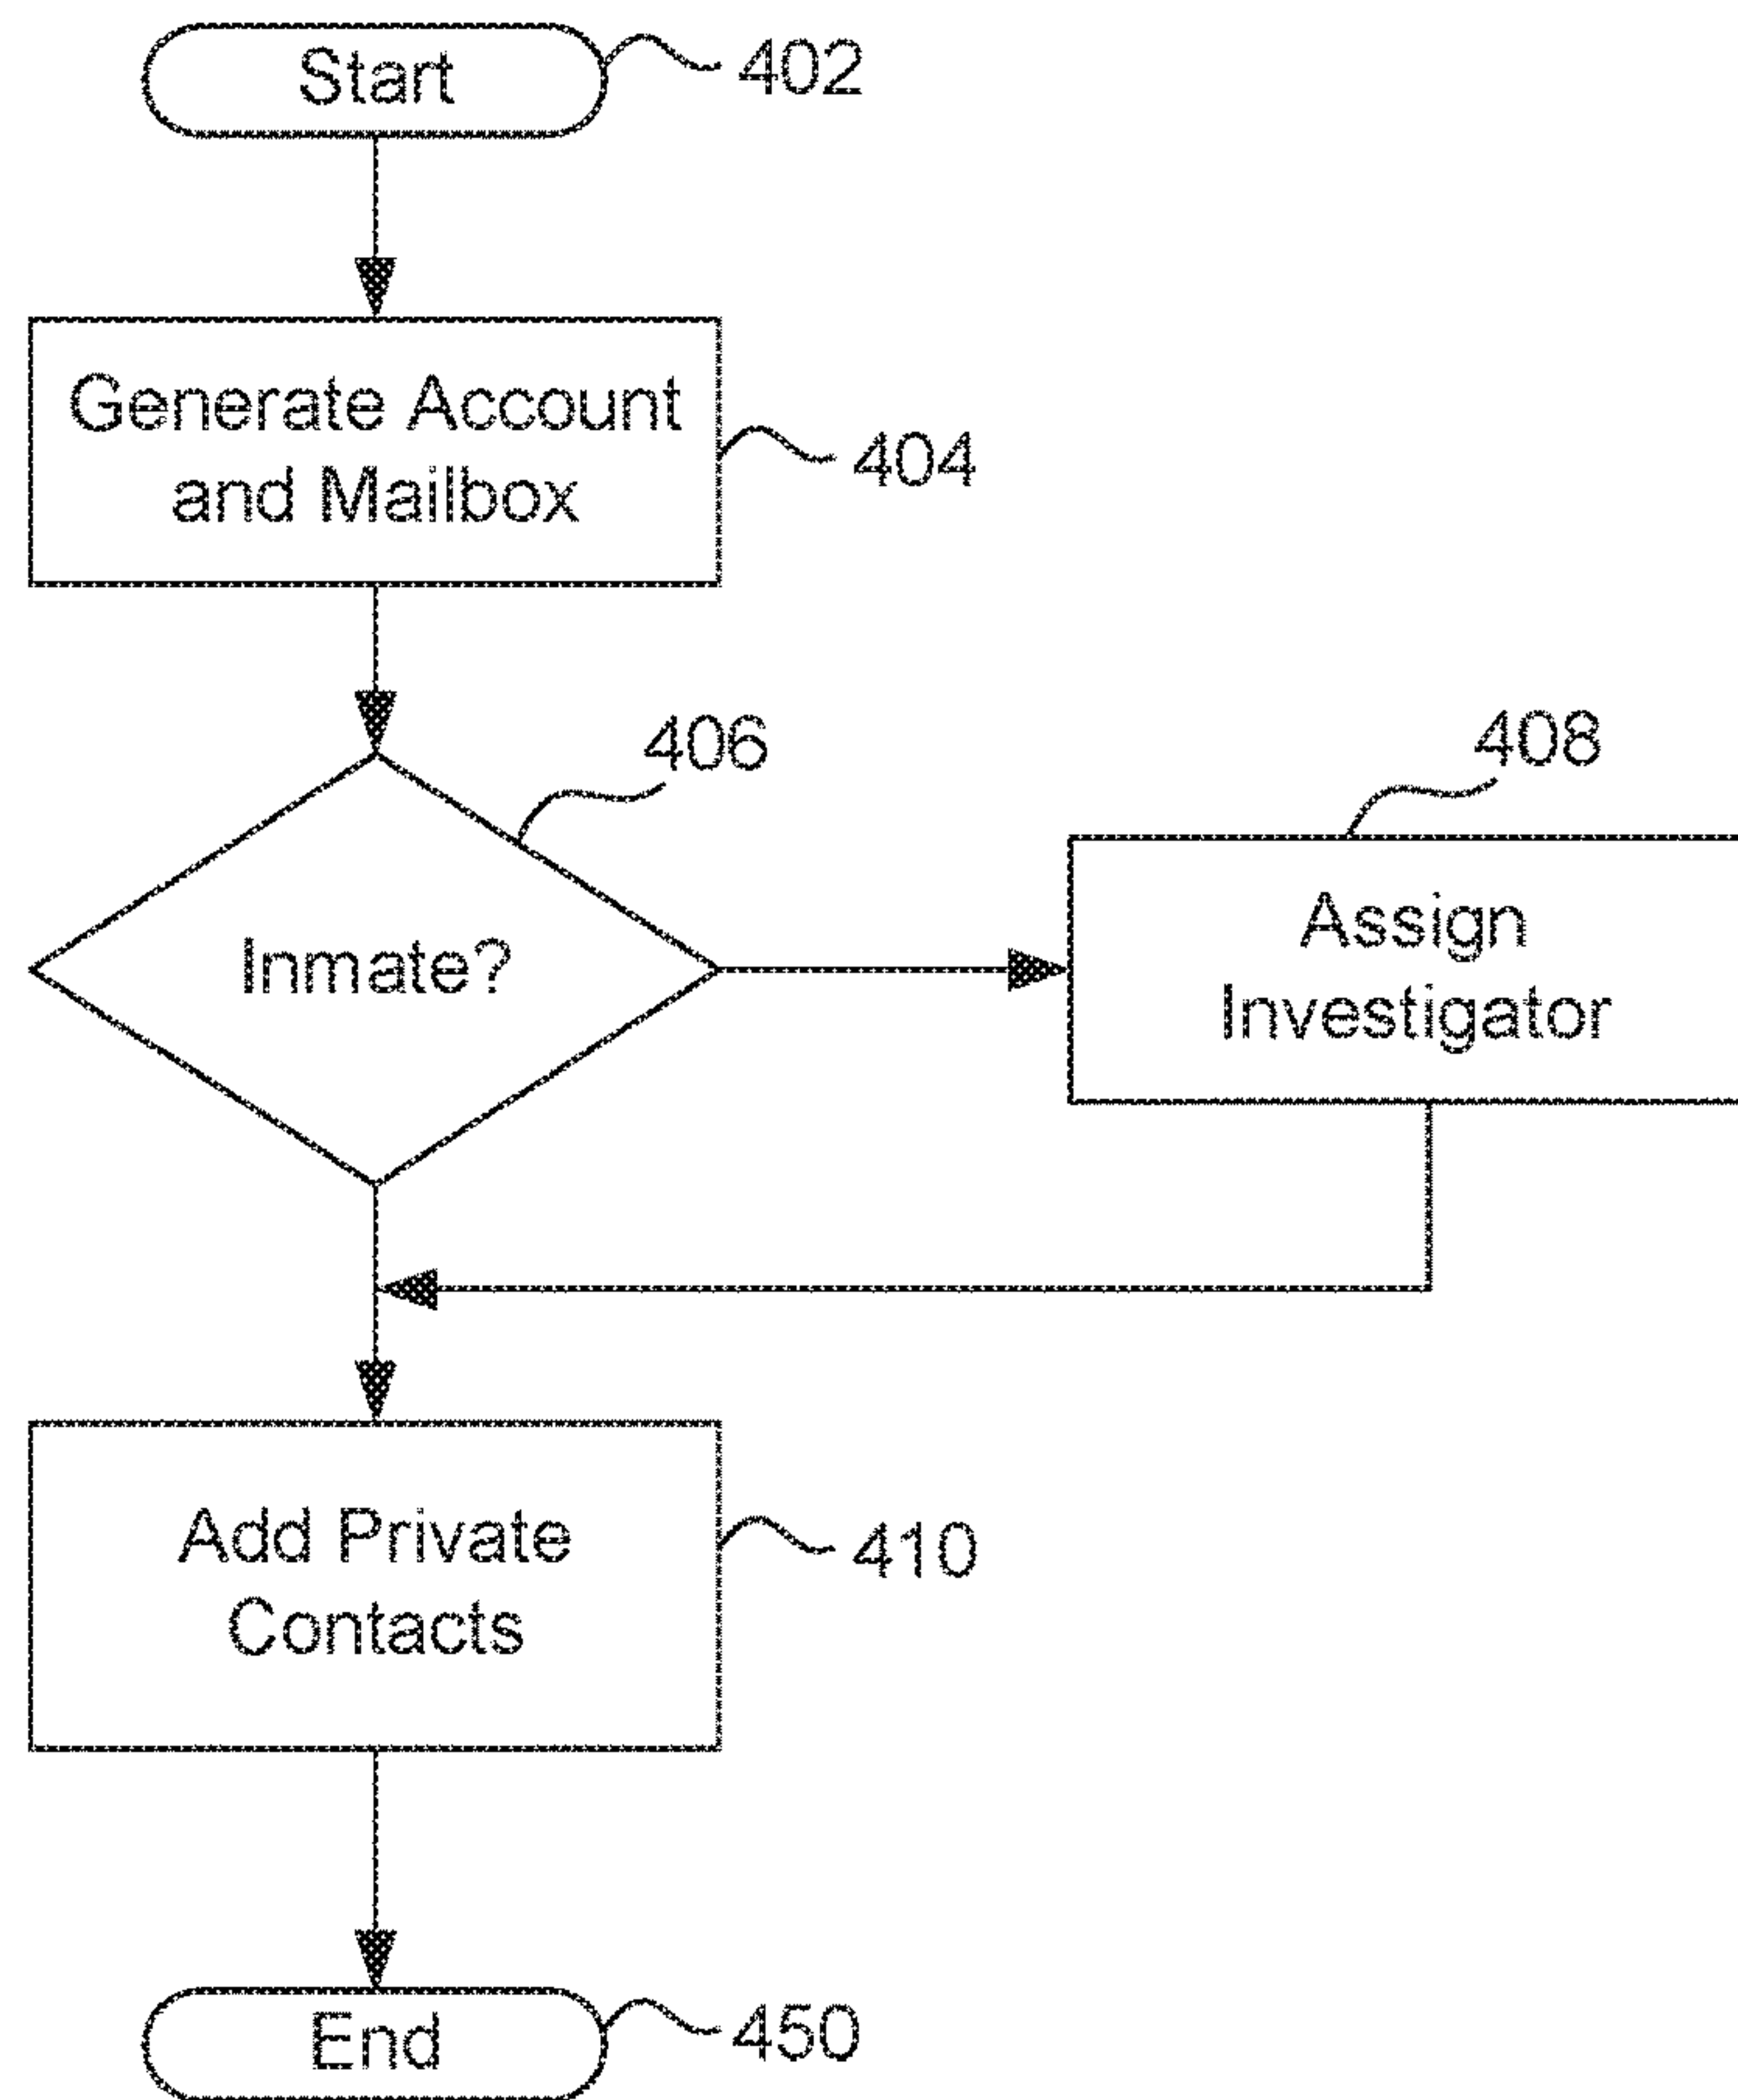 Start
402
Generate Account
and Mailbox
404
406
Inmate?
408
Assign
Investigator
Add Private
Contacts
410
End
450